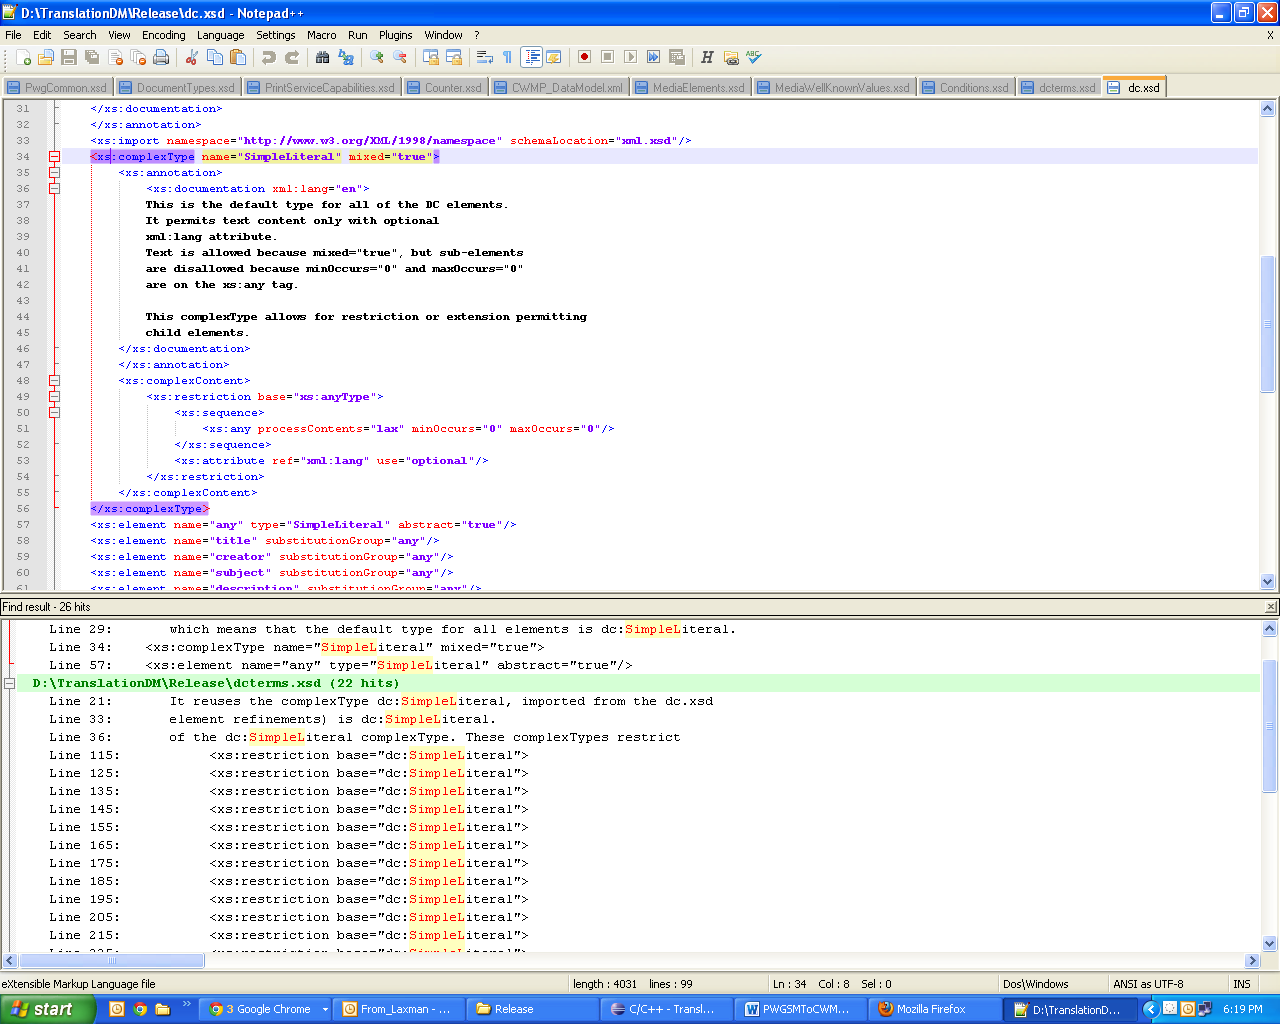 D:\TranslationDM\Release\dc.xsd - Notepad++
File Edit Search View Encoding Language Settings Macro Run Plugins Window ? X
PwgCommon.xsd DocumentTypes.xsd PrintServiceCapabilities.xsd Counter.xsd CWMP_DataModel.xml MediaElements.xsd MediaWellKnownValues.xsd Conditions.xsd dcterms.xsd dc.xsd
31 </xs:documentation>
32 </xs:annotation>
33 <xs:import namespace="http://www.w3.org/XML/1998/namespace" schemaLocation="xml.xsd"/>
34 <xs:complexType name="SimpleLiteral" mixed="true">
35 <xs:annotation>
36 <xs:documentation xml:lang="en">
37 This is the default type for all of the DC elements.
38 It permits text content only with optional
39 xml:lang attribute.
40 Text is allowed because mixed="true", but sub-elements
41 are disallowed because minOccurs="0" and maxOccurs="0"
42 are on the xs:any tag.
43
44 This complexType allows for restriction or extension permitting
45 child elements.
46 </xs:documentation>
47 </xs:annotation>
48 <xs:complexContent>
49 <xs:restriction base="xs:anyType">
50 <xs:sequence>
51 <xs:any processContents="lax" minOccurs="0" maxOccurs="0"/>
52 </xs:sequence>
53 <xs:attribute ref="xml:lang" use="optional"/>
54 </xs:restriction>
55 </xs:complexContent>
56 </xs:complexType>
57 <xs:element name="any" type="SimpleLiteral" abstract="true"/>
58 <xs:element name="title" substitutionGroup="any"/>
59 <xs:element name="creator" substitutionGroup="any"/>
60 <xs:element name="subject" substitutionGroup="any"/>
61 <xs:element name="description" substitutionGroup="any"/>
Find result - 26 hits
Line 29: which means that the default type for all elements is dc:SimpleLiteral.
Line 34: <xs:complexType name="SimpleLiteral" mixed="true">
Line 57: <xs:element name="any" type="SimpleLiteral" abstract="true"/>
D:\TranslationDM\Release\dcterms.xsd (22 hits)
Line 21: It reuses the complexType dc:SimpleLiteral, imported from the dc.xsd
Line 33: element refinements) is dc:SimpleLiteral.
Line 36: of the dc:SimpleLiteral complexType. These complexTypes restrict
Line 115: <xs:restriction base="dc:SimpleLiteral">
Line 125: <xs:restriction base="dc:SimpleLiteral">
Line 135: <xs:restriction base="dc:SimpleLiteral">
Line 145: <xs:restriction base="dc:SimpleLiteral">
Line 155: <xs:restriction base="dc:SimpleLiteral">
Line 165: <xs:restriction base="dc:SimpleLiteral">
Line 175: <xs:restriction base="dc:SimpleLiteral">
Line 185: <xs:restriction base="dc:SimpleLiteral">
Line 195: <xs:restriction base="dc:SimpleLiteral">
Line 205: <xs:restriction base="dc:SimpleLiteral">
Line 215: <xs:restriction base="dc:SimpleLiteral">
eXtensible Markup Language file length : 4031 lines : 99 Ln : 34 Col : 8 Sel : 0 Dos\Windows ANSI as UTF-8 INS
start 3 Google Chrome From_Laxman - ... Release C/C++ - Transl... PWGSMToCWM... Mozilla Firefox D:\TranslationD... 6:19 PM